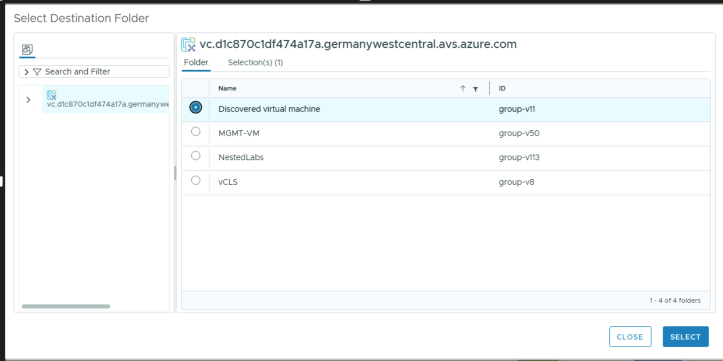 Select Destination Folder
vc.d1c870c1df474a17a.germanywestcentral.avs.azure.com
Folder Selection(s) (1)
Search and Filter
vc.d1c870c1df474a17a.germanywe
Name ID
Discovered virtual machine group-v11
MGMT-VM group-v50
NestedLabs group-v113
vCLS group-v8
1 - 4 of 4 folders
CLOSE SELECT